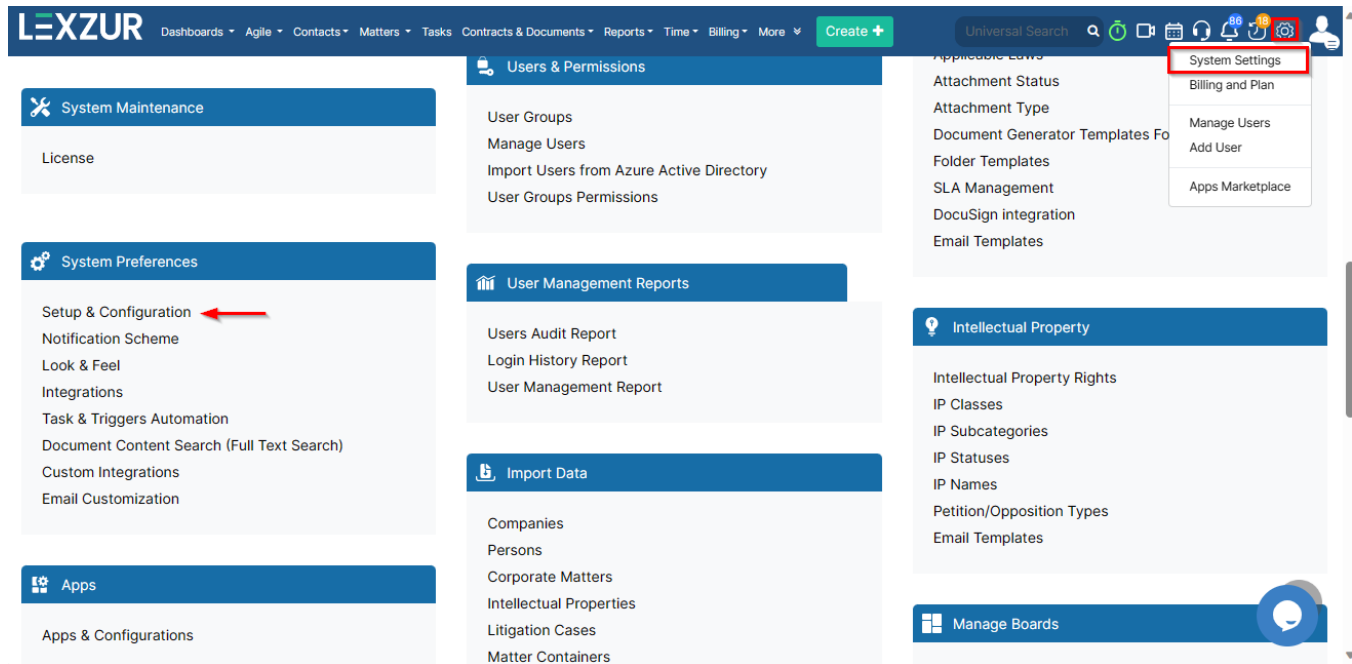 LEXZUR Dashboards Agile Contacts Matters Tasks Contracts & Documents Reports Time Billing More Create + Universal Search 86 18
System Settings
Billing and Plan
Manage Users
Add User
Apps Marketplace
System Maintenance
License
System Preferences
Setup & Configuration
Notification Scheme
Look & Feel
Integrations
Task & Triggers Automation
Document Content Search (Full Text Search)
Custom Integrations
Email Customization
Apps
Apps & Configurations
Users & Permissions
User Groups
Manage Users
Import Users from Azure Active Directory
User Groups Permissions
User Management Reports
Users Audit Report
Login History Report
User Management Report
Import Data
Companies
Persons
Corporate Matters
Intellectual Properties
Litigation Cases
Matter Containers
Applicable Laws
Attachment Status
Attachment Type
Document Generator Templates Fo
Folder Templates
SLA Management
DocuSign integration
Email Templates
Intellectual Property
Intellectual Property Rights
IP Classes
IP Subcategories
IP Statuses
IP Names
Petition/Opposition Types
Email Templates
Manage Boards